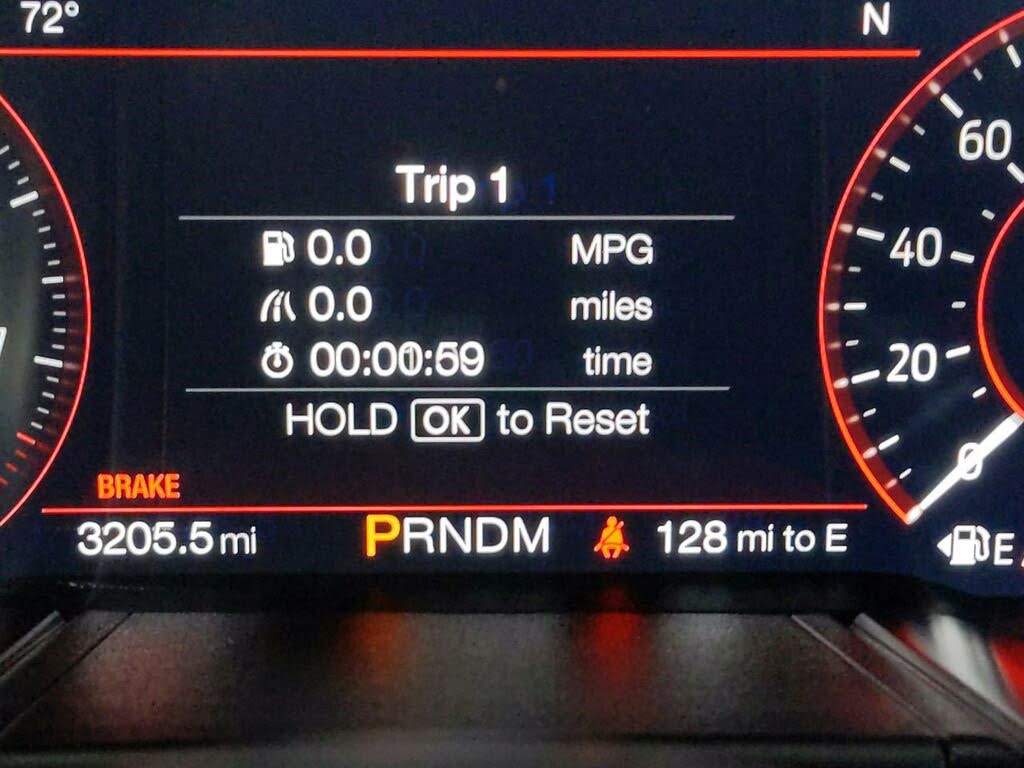 72°
N
Trip 1
0.0 MPG
0.0 miles
00:00:59 time
HOLD OK to Reset
60
40
20
0
BRAKE
3205.5 mi
PRNDM
128 mi to E
E